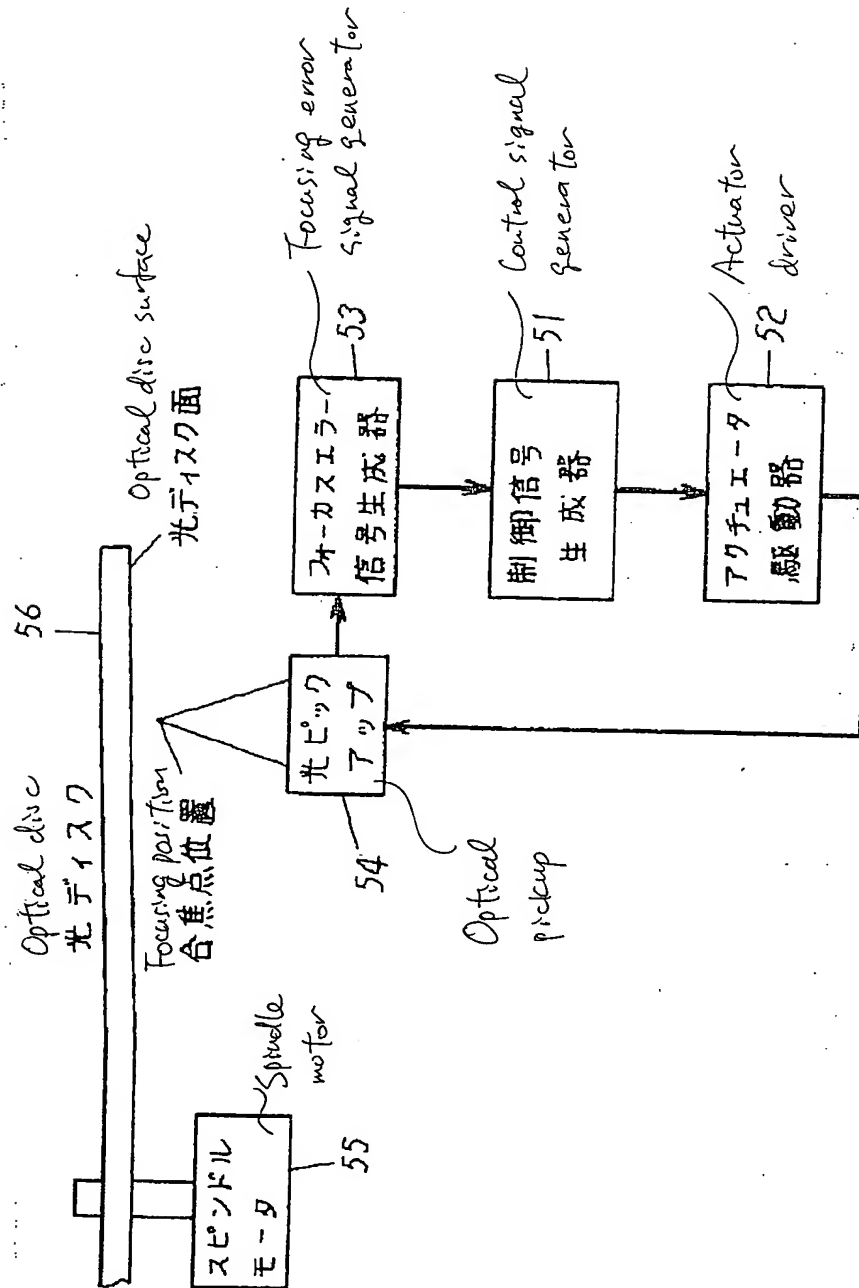 56
Optical disc
光ディスク
Optical disc surface
光ディスク面
Focusing position
合焦点位置
スピンドル
モータ
Spindle
motor
55
光ピック
アップ
54
Optical
pickup
フォーカスエラー
信号生成器
53
Focusing error
signal generator
制御信号
生成器
51
Control signal
generator
アクチュエータ
駆動器
52
Actuator
driver